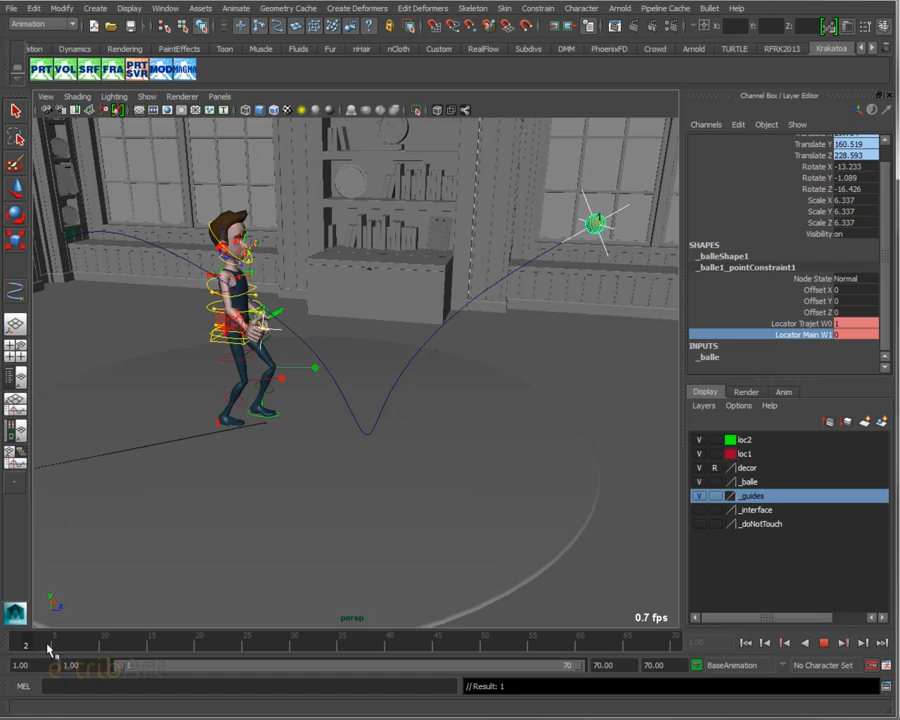 File Edit Modify Create Display Window Assets Animate Geometry Cache Create Deformers Edit Deformers Skeleton Skin Constrain Character Arnold Pipeline Cache Bullet Help
Animation X: Y: Z:
Dynamics Rendering PaintEffects Toon Muscle Fluids Fur nHair nCloth Custom RealFlow Subdivs DMM PhoenixFD Crowd Arnold TURTLE RFRK2013 Krakatoa
PRT VOL SRF FRA PRT SVR MOD MAGMA
View Shading Lighting Show Renderer Panels
Channel Box / Layer Editor
Channels Edit Object Show
Translate Y 160.519
Translate Z 228.593
Rotate X -13.233
Rotate Y -1.089
Rotate Z -16.426
Scale X 6.337
Scale Y 6.337
Scale Z 6.337
Visibility on
SHAPES
_balleShape1
_balle1_pointConstraint1
Node State Normal
Offset X 0
Offset Y 0
Offset Z 0
Locator Trajet W0 1
Locator Main W1 0
INPUTS
_balle
Display Render Anim
Layers Options Help
V loc2
V loc1
V R decor
V _balle
V _guides
_interface
_doNotTouch
y z
persp
0.7 fps
2 5 10 15 20 25 30 35 40 45 50 55 60 65 70 1.00
1.00 1.00 1 70 70.00 70.00 BaseAnimation No Character Set
e-tribArt
MEL // Result: 1